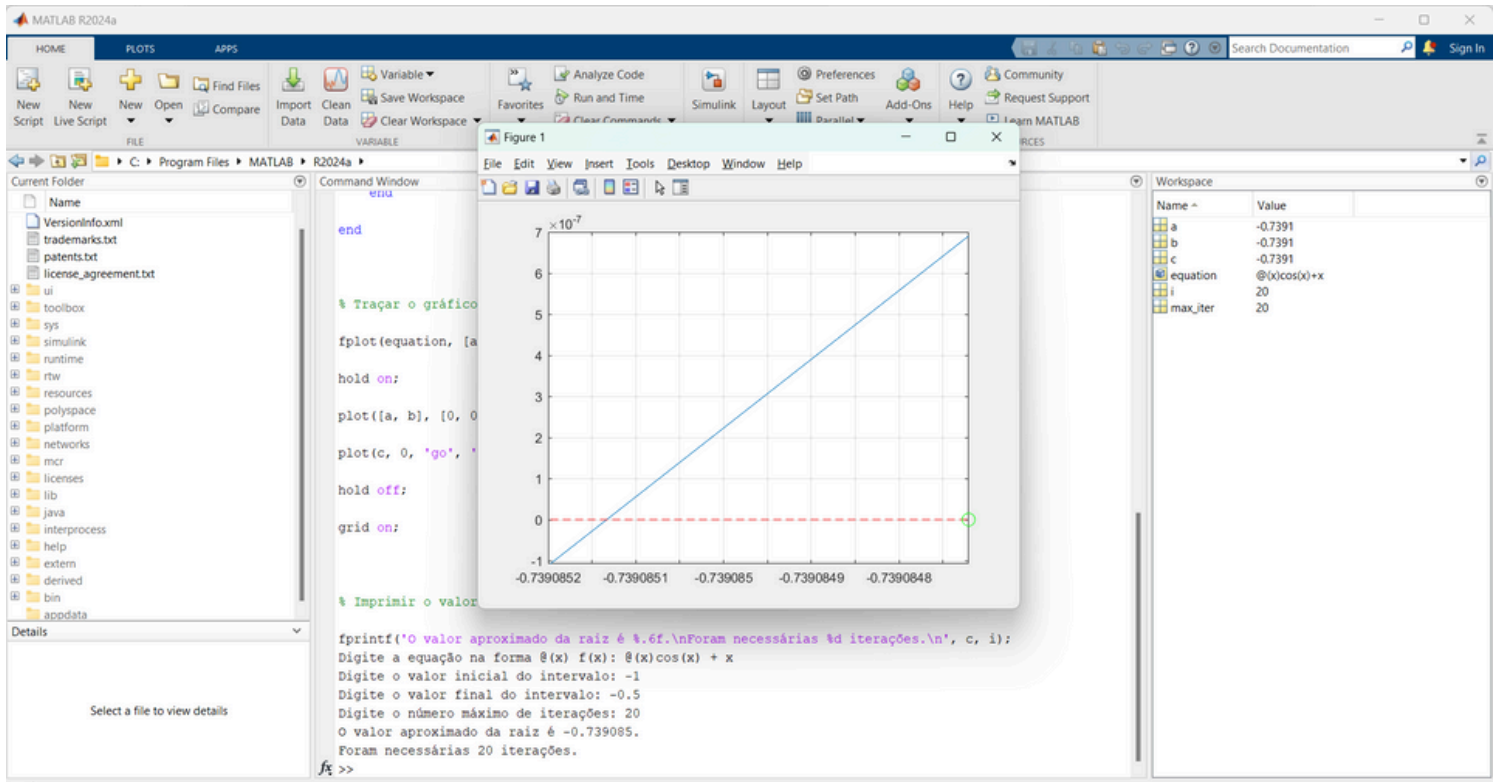 MATLAB R2024a
HOME PLOTS APPS
Search Documentation
Sign In
New Script
New Live Script
New
Open
Find Files
Compare
Import Data
Clean Data
Variable
Save Workspace
Clear Workspace
Favorites
Analyze Code
Run and Time
Clear Commands
Simulink
Layout
Preferences
Set Path
Parallel
Add-Ons
Help
Community
Request Support
Learn MATLAB
FILE
VARIABLE
RCES
C: Program Files MATLAB R2024a
Current Folder
Name
VersionInfo.xml
trademarks.txt
patents.txt
license_agreement.txt
ui
toolbox
sys
simulink
runtime
rtw
resources
polyspace
platform
networks
mcr
licenses
lib
java
interprocess
help
extern
derived
bin
appdata
Details
Select a file to view details
Command Window
end
end
% Traçar o gráfico
fplot(equation, [a
hold on;
plot([a, b], [0, 0
plot(c, 0, 'go', '
hold off;
grid on;
% Imprimir o valor
fprintf('O valor aproximado da raiz é %.6f.\nForam necessárias %d iterações.\n', c, i);
Digite a equação na forma @(x) f(x): @(x)cos(x) + x
Digite o valor inicial do intervalo: -1
Digite o valor final do intervalo: -0.5
Digite o número máximo de iterações: 20
O valor aproximado da raiz é -0.739085.
Foram necessárias 20 iterações.
fx >>
Figure 1
File Edit View Insert Tools Desktop Window Help
×10-7
7
6
5
4
3
2
1
0
-1
-0.7390852 -0.7390851 -0.739085 -0.7390849 -0.7390848
Workspace
Name Value
a -0.7391
b -0.7391
c -0.7391
equation @(x)cos(x)+x
i 20
max_iter 20